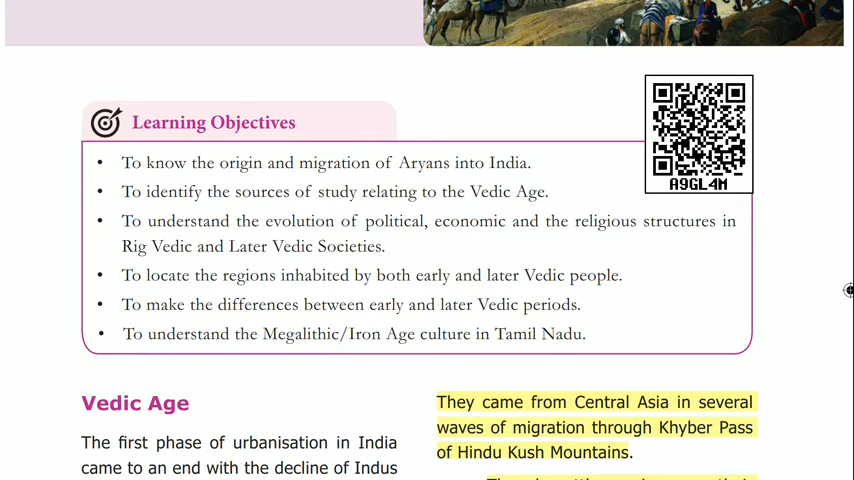 A9GL4M
Learning Objectives
• To know the origin and migration of Aryans into India.
• To identify the sources of study relating to the Vedic Age.
• To understand the evolution of political, economic and the religious structures in
Rig Vedic and Later Vedic Societies.
• To locate the regions inhabited by both early and later Vedic people.
• To make the differences between early and later Vedic periods.
• To understand the Megalithic/Iron Age culture in Tamil Nadu.
Vedic Age
The first phase of urbanisation in India
came to an end with the decline of Indus
They came from Central Asia in several
waves of migration through Khyber Pass
of Hindu Kush Mountains.